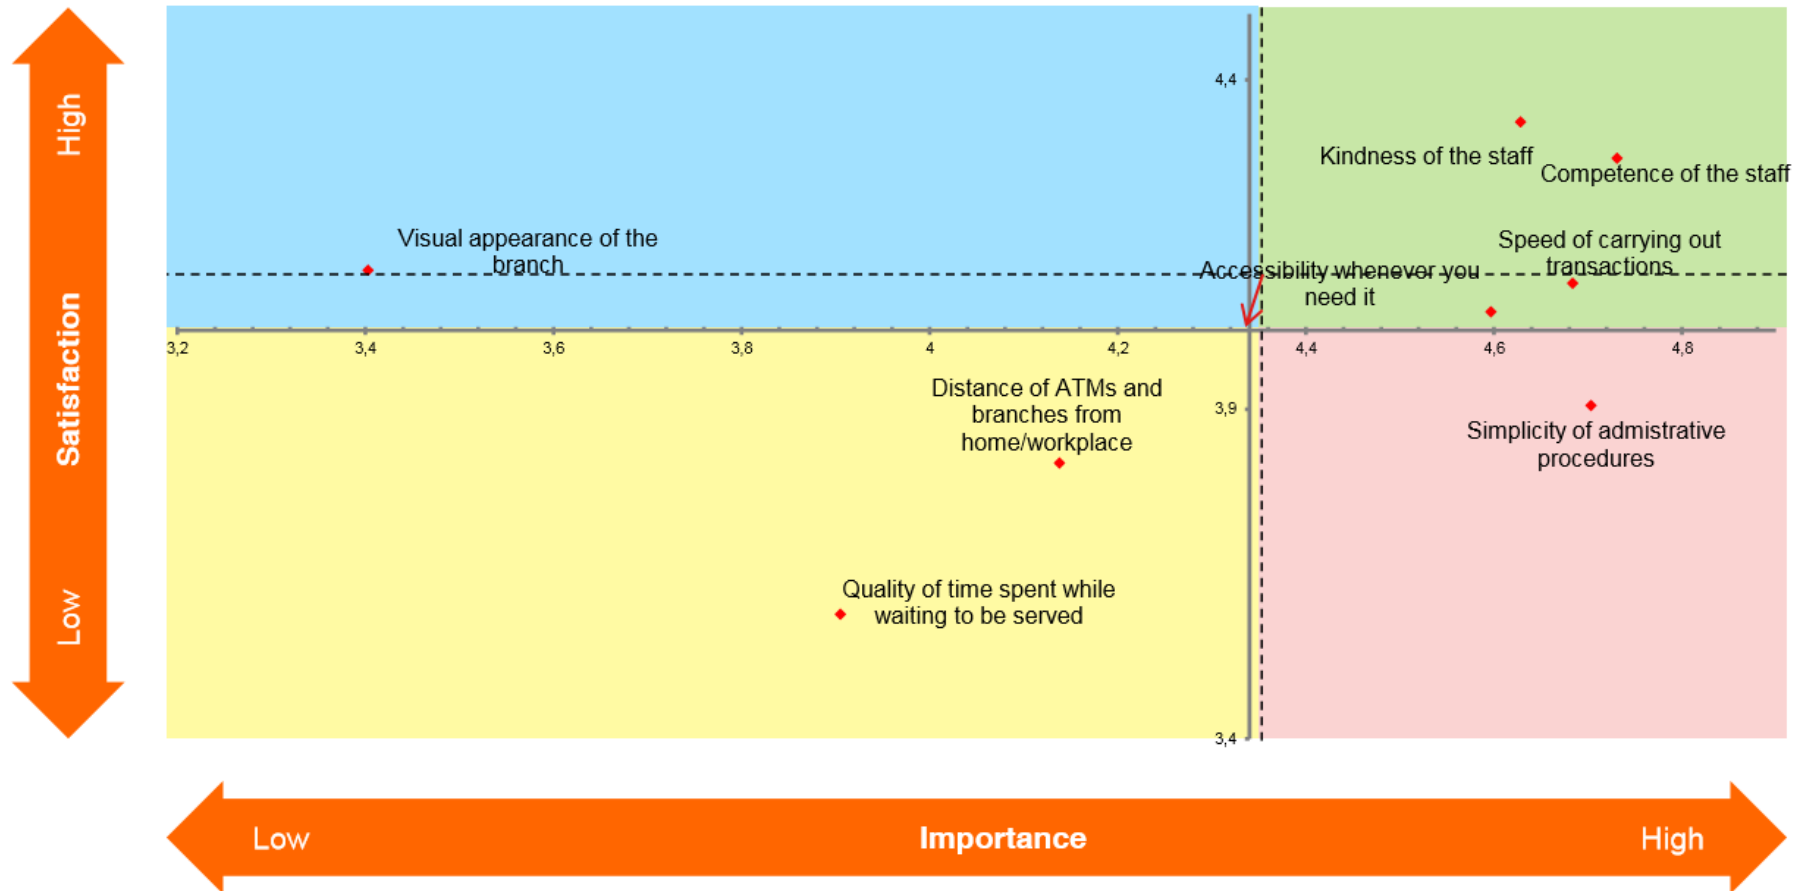 High
Satisfaction
Low
4,4
Kindness of the staff
Competence of the staff
Visual appearance of the
branch
Speed of carrying out
transactions
Accessibility whenever you
need it
3,2
3,4
3,6
3,8
4
4,2
4,4
4,6
4,8
Distance of ATMs and
branches from
home/workplace
3,9
Simplicity of admistrative
procedures
Quality of time spent while
waiting to be served
3,4
Low
Importance
High